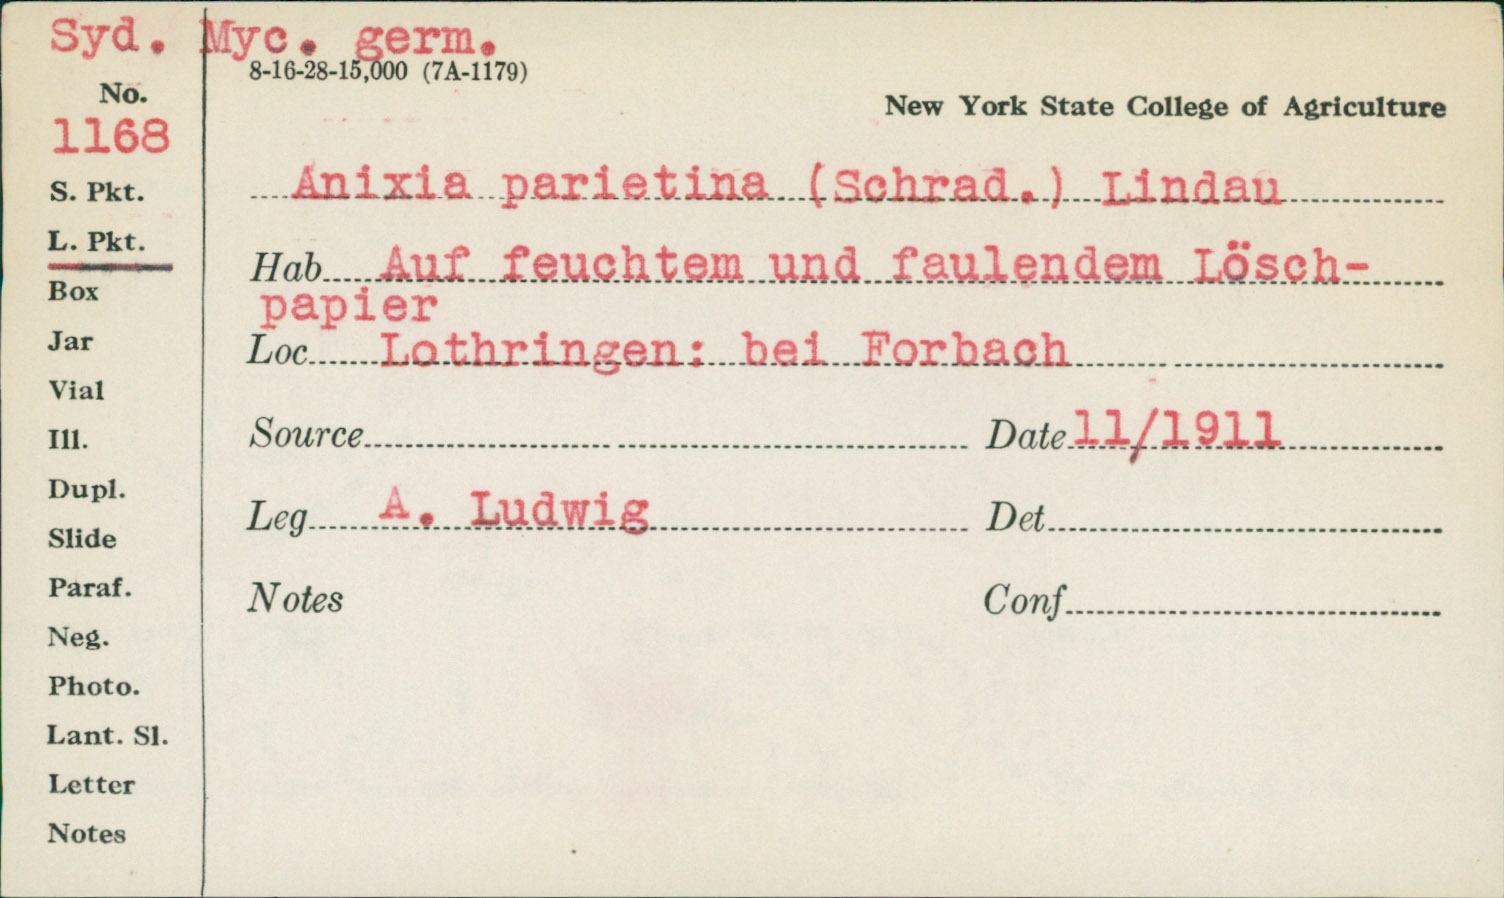 Syd. Myc. germ.
8-16-28-15,000 (7A-1179)
No.
1168
New York State College of Agriculture
S. Pkt.
Anixia parietina (Schrad.) Lindau
L. Pkt.
Hab Auf feuchtem und faulendem Lösch-
Box
papier
Jar
Loc Lothringen: bei Forbach
Vial
Ill.
Source Date 11/1911
Dupl.
Leg A. Ludwig Det
Slide
Paraf.
Notes Conf
Neg.
Photo.
Lant. Sl.
Letter
Notes